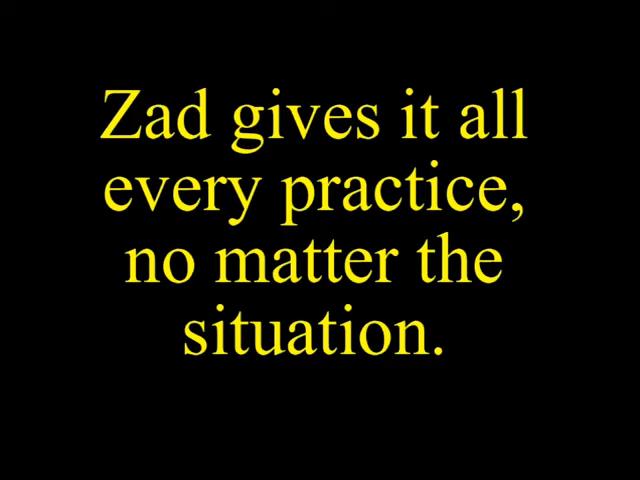 Zad gives it all
every practice,
no matter the
situation.